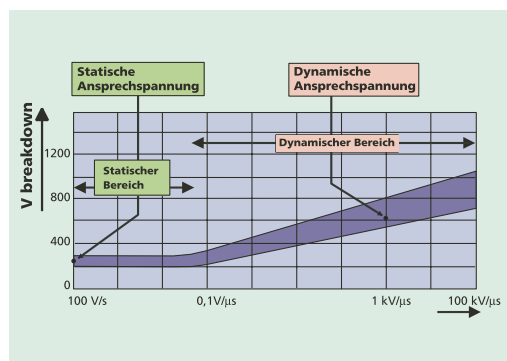 Statische
Ansprechspannung
Dynamische
Ansprechspannung
V breakdown
Dynamischer Bereich
1200
Statischer
Bereich
800
400
0
100 V/s
0,1V/µs
1 kV/µs
100 kV/µs